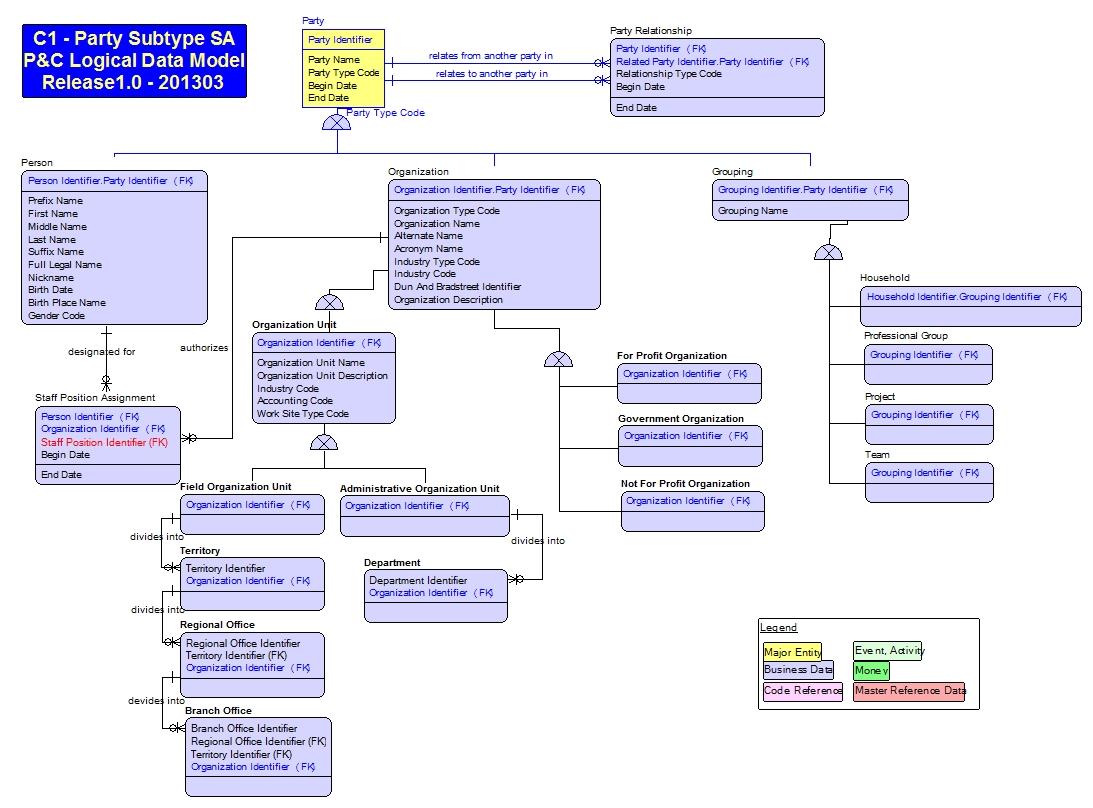 C1 - Party Subtype SA
P&C Logical Data Model
Release1.0 - 201303
Party
Party Identifier
Party Name
Party Type Code
Begin Date
End Date
Party Type Code
relates from another party in
relates to another party in
Party Relationship
Party Identifier (FK)
Related Party Identifier.Party Identifier (FK)
Relationship Type Code
Begin Date
End Date
Person
Person Identifier.Party Identifier (FK)
Prefix Name
First Name
Middle Name
Last Name
Suffix Name
Full Legal Name
Nickname
Birth Date
Birth Place Name
Gender Code
Organization
Organization Identifier.Party Identifier (FK)
Organization Type Code
Organization Name
Alternate Name
Acronym Name
Industry Type Code
Industry Code
Dun And Bradstreet Identifier
Organization Description
Grouping
Grouping Identifier.Party Identifier (FK)
Grouping Name
Household
Household Identifier.Grouping Identifier (FK)
Professional Group
Grouping Identifier (FK)
Project
Grouping Identifier (FK)
Team
Grouping Identifier (FK)
designated for
authorizes
Staff Position Assignment
Person Identifier (FK)
Organization Identifier (FK)
Staff Position Identifier (FK)
Begin Date
End Date
Organization Unit
Organization Identifier (FK)
Organization Unit Name
Organization Unit Description
Industry Code
Accounting Code
Work Site Type Code
For Profit Organization
Organization Identifier (FK)
Government Organization
Organization Identifier (FK)
Not For Profit Organization
Organization Identifier (FK)
Field Organization Unit
Organization Identifier (FK)
divides into
Territory
Territory Identifier
Organization Identifier (FK)
divides into
Regional Office
Regional Office Identifier
Territory Identifier (FK)
Organization Identifier (FK)
divides into
Branch Office
Branch Office Identifier
Regional Office Identifier (FK)
Territory Identifier (FK)
Organization Identifier (FK)
Administrative Organization Unit
Organization Identifier (FK)
divides into
Department
Department Identifier
Organization Identifier (FK)
Legend
Major Entity
Event, Activity
Business Data
Money
Code Reference
Master Reference Data